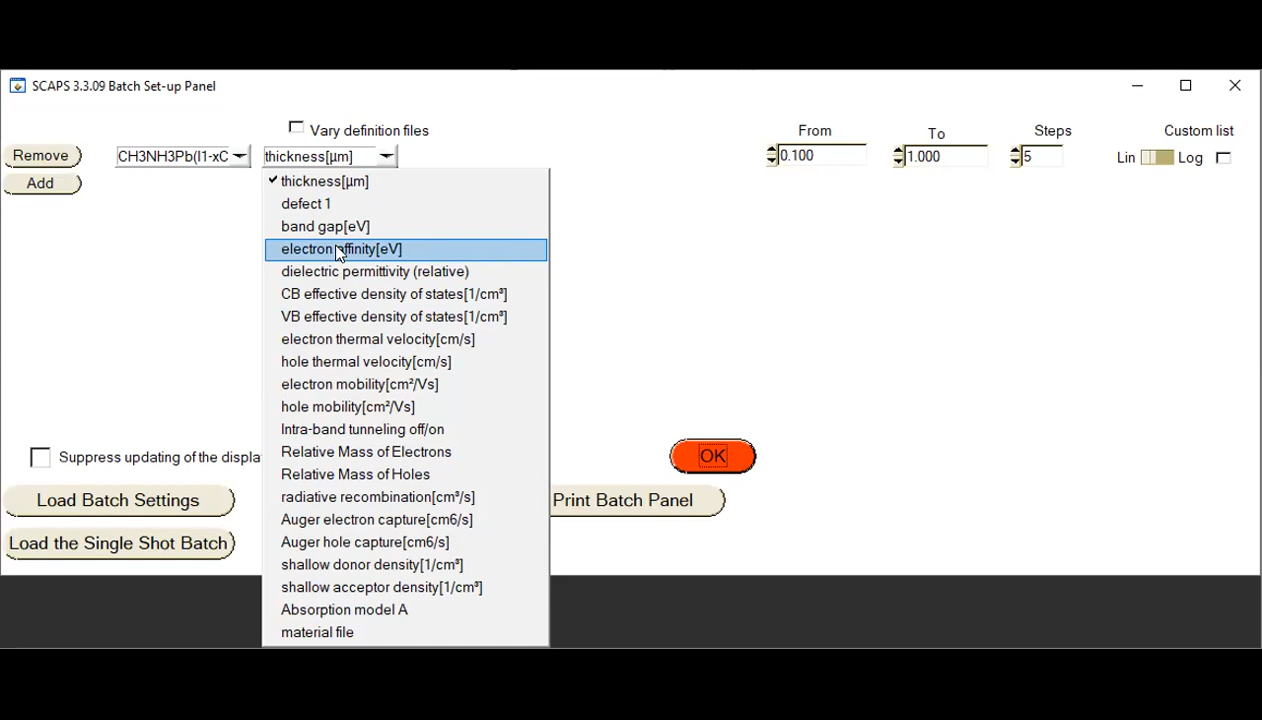 SCAPS 3.3.09 Batch Set-up Panel
Vary definition files
From To Steps Custom list
Remove CH3NH3Pb(I1-xC thickness[µm] 0.100 1.000 5 Lin Log
Add
thickness[µm]
defect 1
band gap[eV]
electron affinity[eV]
dielectric permittivity (relative)
CB effective density of states[1/cm³]
VB effective density of states[1/cm³]
electron thermal velocity[cm/s]
hole thermal velocity[cm/s]
electron mobility[cm²/Vs]
hole mobility[cm²/Vs]
Intra-band tunneling off/on
Relative Mass of Electrons
Relative Mass of Holes
radiative recombination[cm³/s]
Auger electron capture[cm6/s]
Auger hole capture[cm6/s]
shallow donor density[1/cm³]
shallow acceptor density[1/cm³]
Absorption model A
material file
Suppress updating of the displa
OK
Load Batch Settings
Print Batch Panel
Load the Single Shot Batch